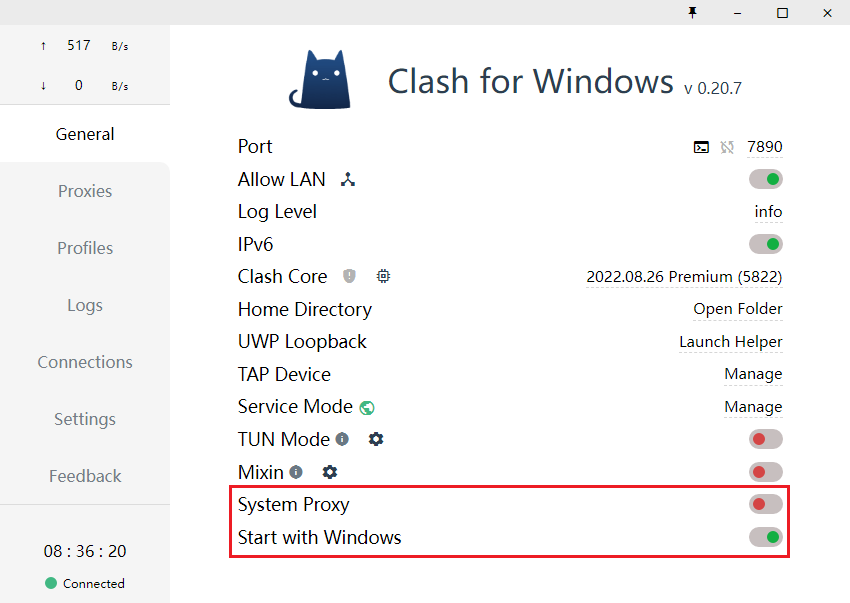 ↑ 517 B/s
↓ 0 B/s
General
Proxies
Profiles
Logs
Connections
Settings
Feedback
08 : 36 : 20
Connected
Clash for Windows v 0.20.7
Port 7890
Allow LAN
Log Level info
IPv6
Clash Core 2022.08.26 Premium (5822)
Home Directory Open Folder
UWP Loopback Launch Helper
TAP Device Manage
Service Mode Manage
TUN Mode
Mixin
System Proxy
Start with Windows